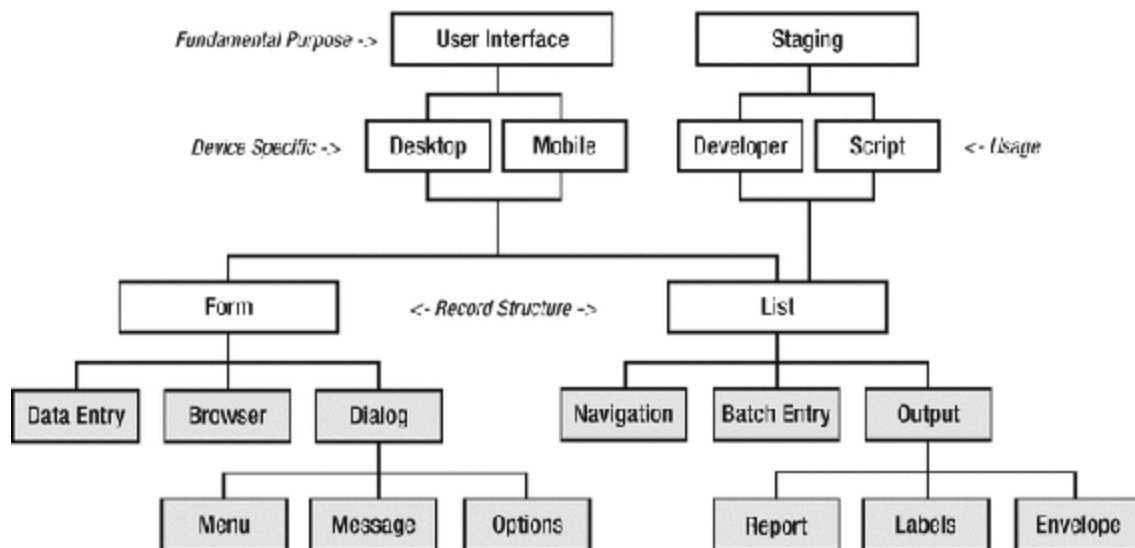 Fundamental Purpose ->
User Interface
Staging
Device Specific ->
Desktop
Mobile
Developer
Script
<- Usage
Form
<- Record Structure ->
List
Data Entry
Browser
Dialog
Navigation
Batch Entry
Output
Menu
Message
Options
Report
Labels
Envelope